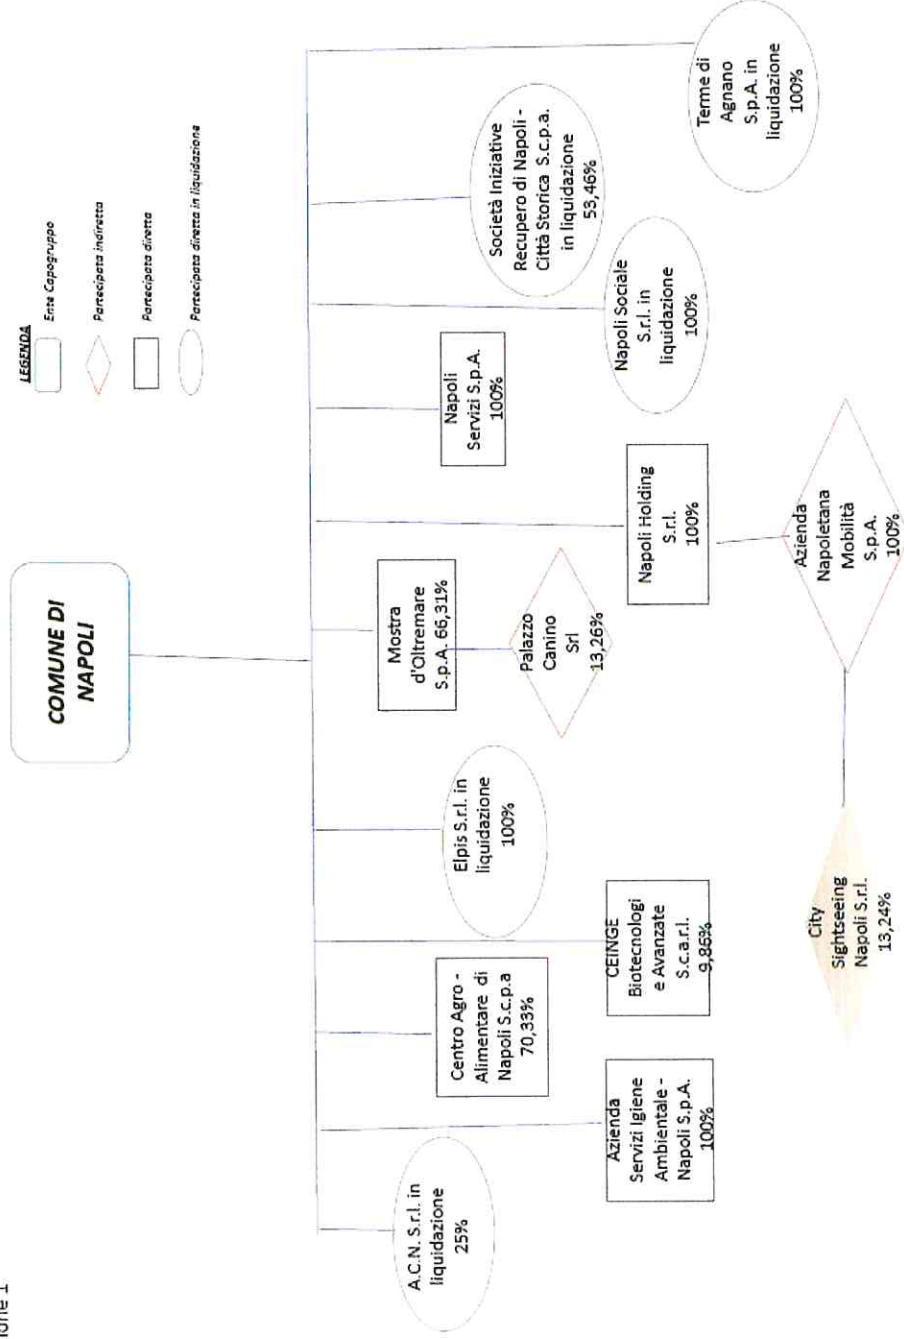 ione 1
COMUNE DI
NAPOLI
LEGENDA
Ente Capogruppo
Partecipata indiretta
Partecipata diretta
Partecipata diretta in liquidazione
A.C.N. S.r.l. in
liquidazione
25%
Azienda
Servizi Igiene
Ambientale -
Napoli S.p.A.
100%
Centro Agro -
Alimentare di
Napoli S.c.p.a
70,33%
CEINGE
Biotecnologi
e Avanzate
S.c.a.r.l.
9,86%
Elpis S.r.l. in
liquidazione
100%
Mostra
d'Oltremare
S.p.A. 66,31%
Palazzo
Canino
Srl
13,26%
Napoli Holding
S.r.l.
100%
Azienda
Napoletana
Mobilità
S.p.A.
100%
City
Sightseeing
Napoli S.r.l.
13,24%
Napoli
Servizi S.p.A.
100%
Napoli Sociale
S.r.l. in
liquidazione
100%
Società Iniziative
Recupero di Napoli -
Città Storica S.c.p.a.
in liquidazione
53,46%
Terme di
Agnano
S.p.A. in
liquidazione
100%